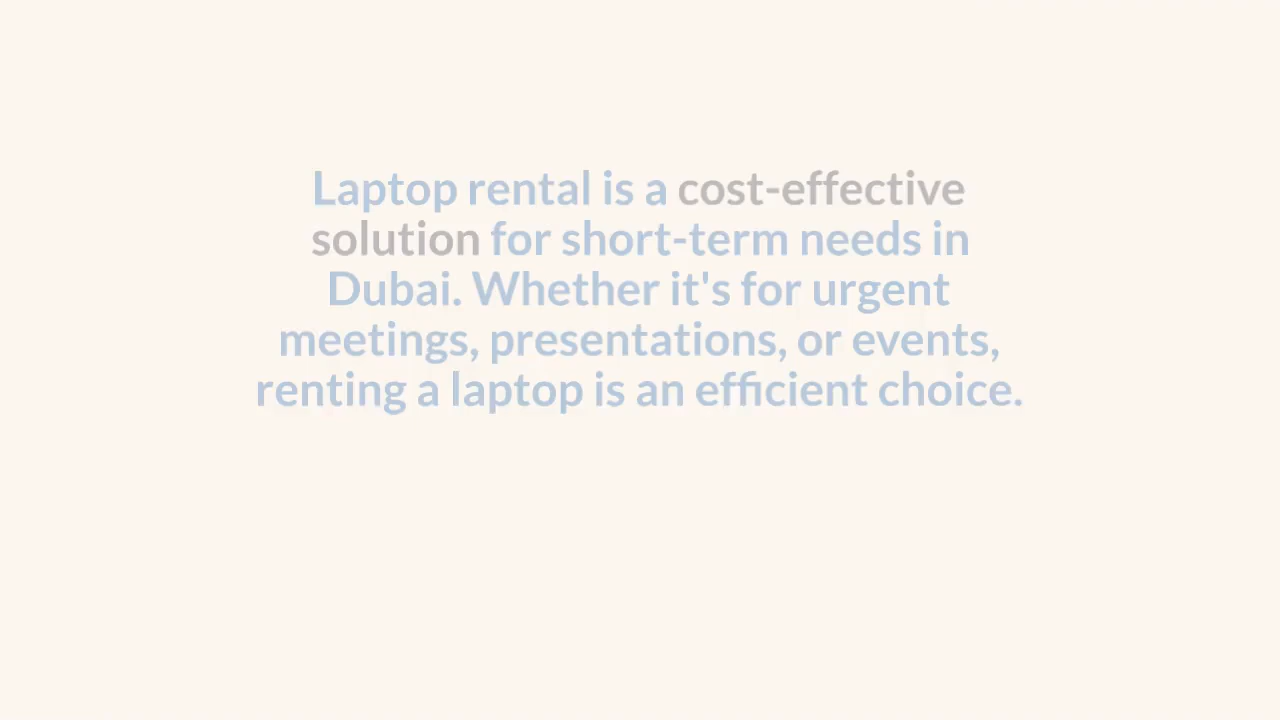 Laptop rental is a cost-effective
solution for short-term needs in
Dubai. Whether it's for urgent
meetings, presentations, or events,
renting a laptop is an efficient choice.